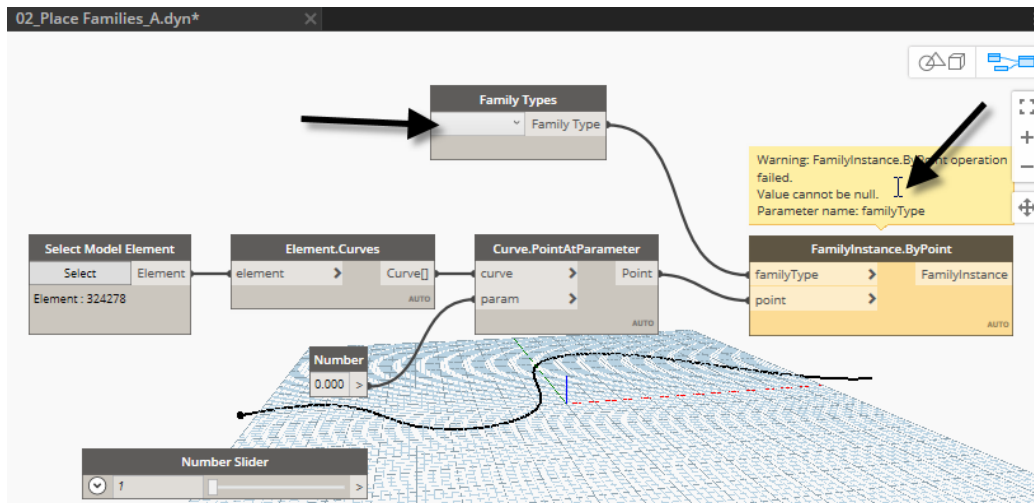 02_Place Families_A.dyn*
Family Types
Family Type
Warning: FamilyInstance.ByPoint operation
failed.
Value cannot be null.
Parameter name: familyType
Select Model Element
Select
Element
Element : 324278
Element.Curves
element
Curve[]
AUTO
Curve.PointAtParameter
curve
Point
param
AUTO
FamilyInstance.ByPoint
familyType
FamilyInstance
point
AUTO
Number
0.000
Number Slider
1